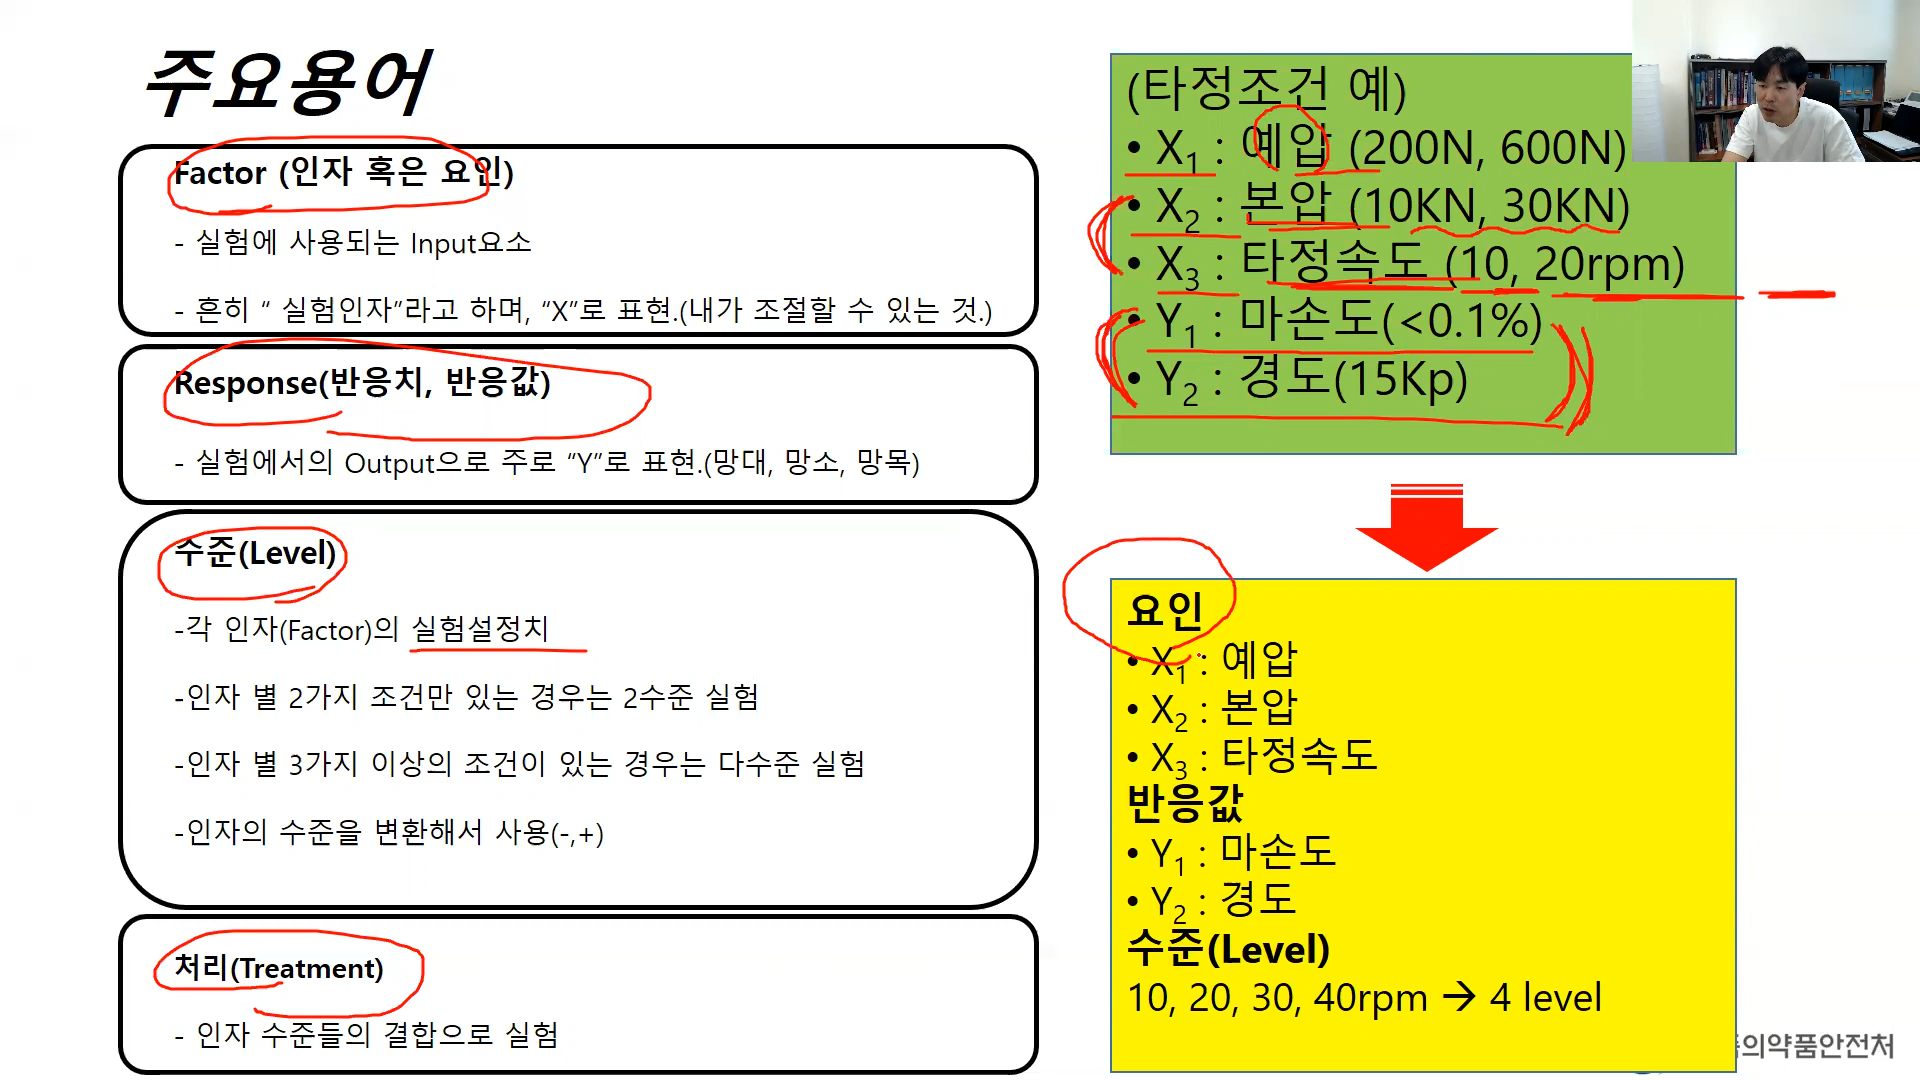 주요용어
Factor (인자 혹은 요인)
- 실험에 사용되는 Input요소
- 흔히 “ 실험인자”라고 하며, “X”로 표현.(내가 조절할 수 있는 것.)
Response(반응치, 반응값)
- 실험에서의 Output으로 주로 “Y”로 표현.(망대, 망소, 망목)
수준(Level)
-각 인자(Factor)의 실험설정치
-인자 별 2가지 조건만 있는 경우는 2수준 실험
-인자 별 3가지 이상의 조건이 있는 경우는 다수준 실험
-인자의 수준을 변환해서 사용(-,+)
처리(Treatment)
- 인자 수준들의 결합으로 실험
(타정조건 예)
• X1 : 예압 (200N, 600N)
• X2 : 본압 (10KN, 30KN)
• X3 : 타정속도 (10, 20rpm)
• Y1 : 마손도(<0.1%)
• Y2 : 경도(15Kp)
요인
• X1 : 예압
• X2 : 본압
• X3 : 타정속도
반응값
• Y1 : 마손도
• Y2 : 경도
수준(Level)
10, 20, 30, 40rpm → 4 level
의약품안전처